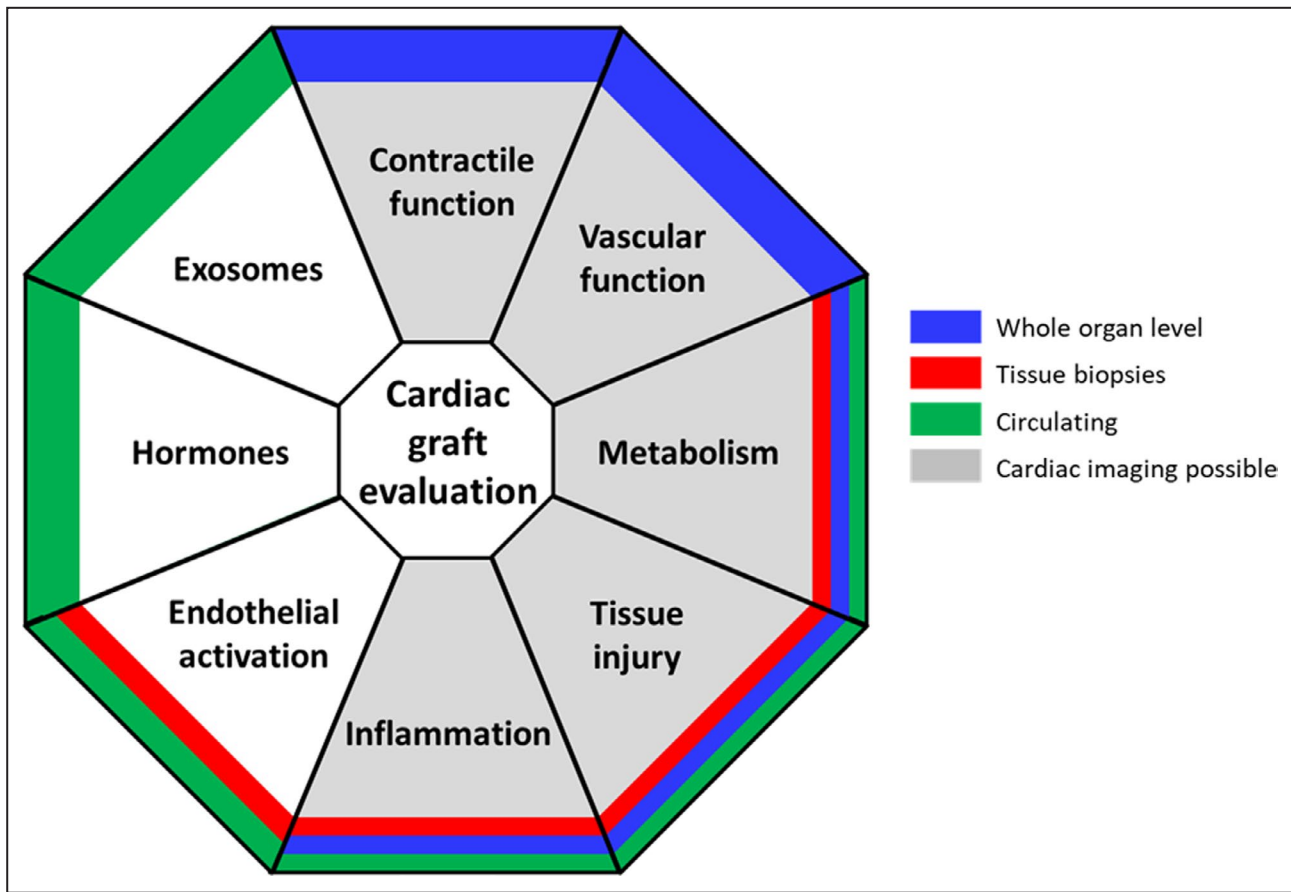 Contractile
function
Vascular
function
Exosomes
Metabolism
Hormones
Cardiac
graft
evaluation
Endothelial
activation
Tissue
injury
Inflammation
Whole organ level
Tissue biopsies
Circulating
Cardiac imaging possible